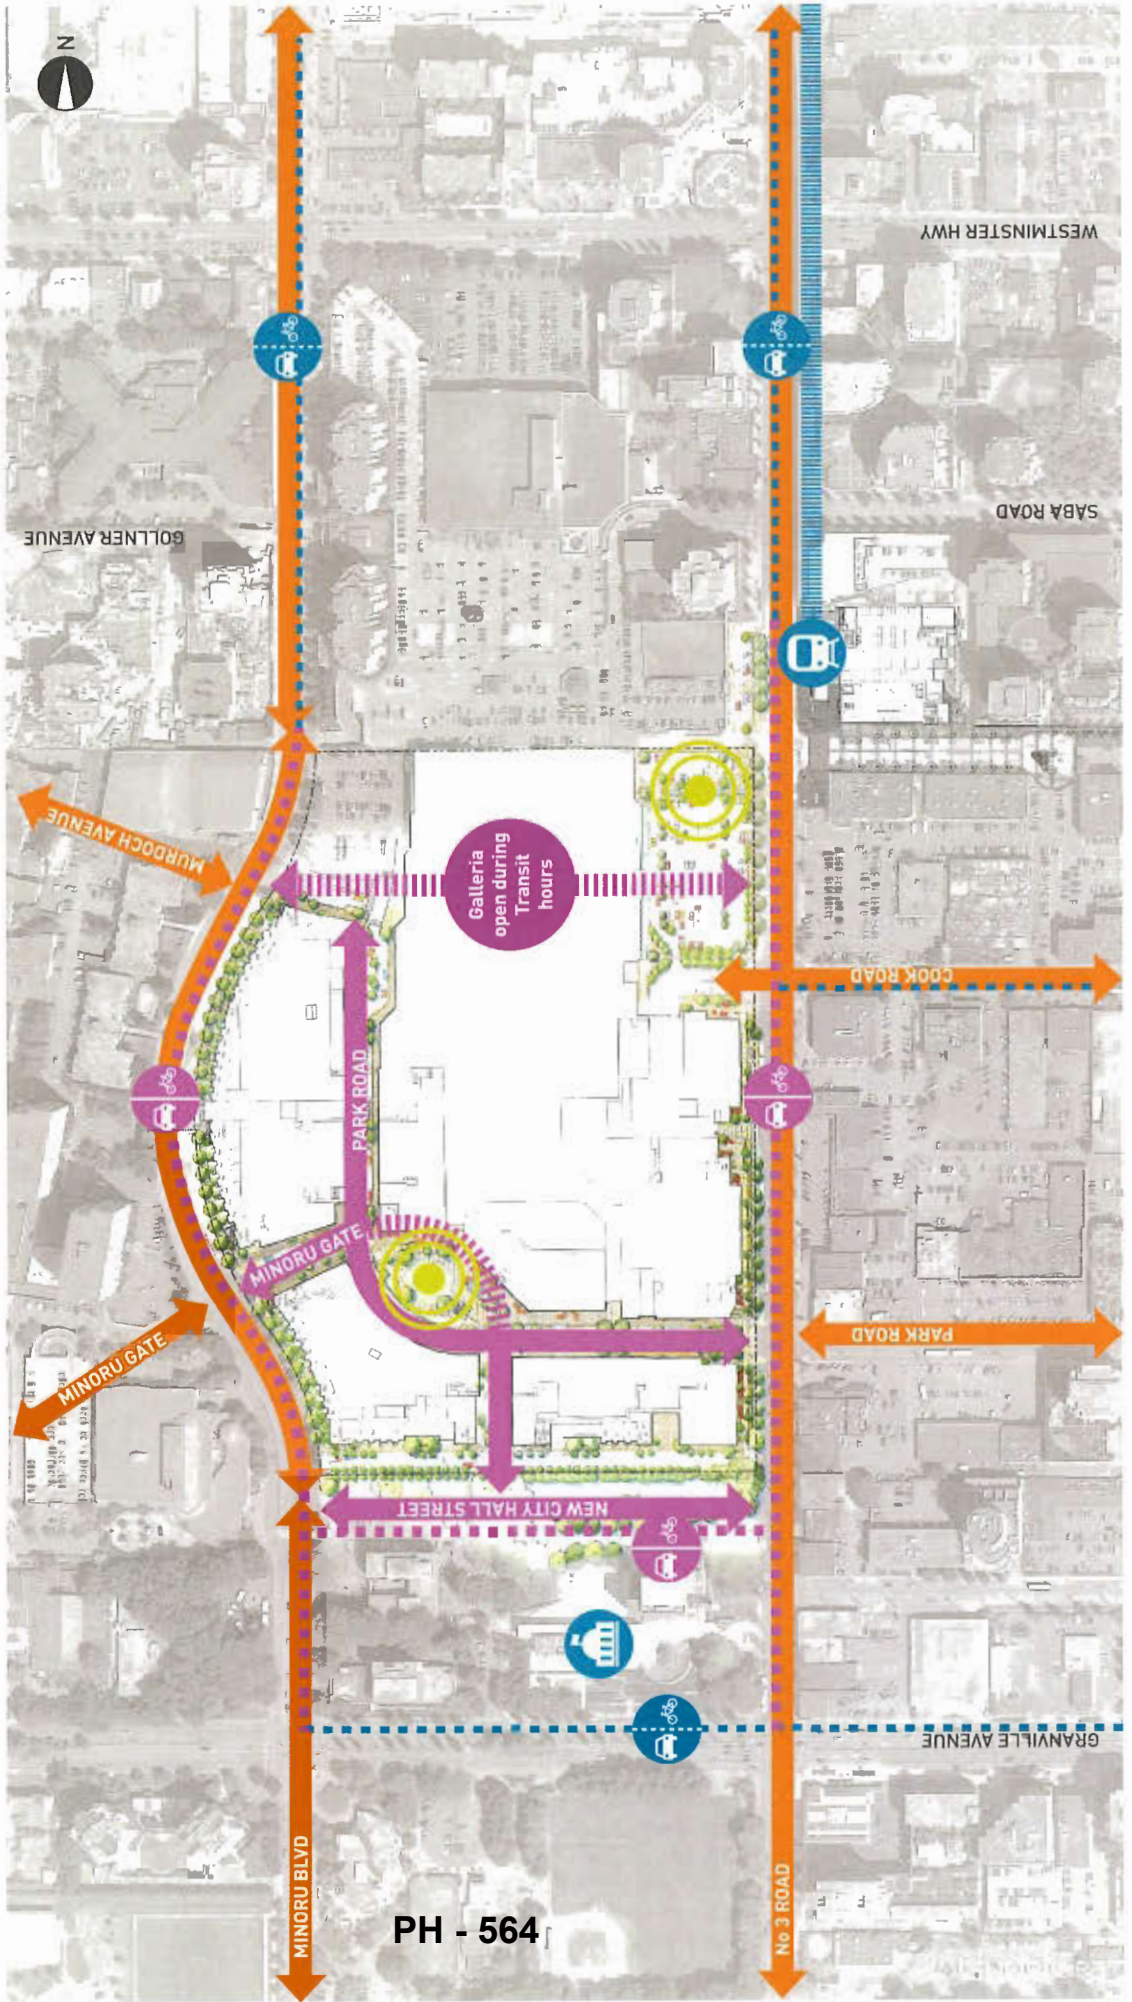 N
WESTMINSTER HWY
SABA ROAD
GOLLNER AVENUE
MURDOCH AVENUE
Galleria
open during
Transit
hours
COOK ROAD
PARK ROAD
MINORU GATE
MINORU GATE
PARK ROAD
NEW CITY HALL STREET
GRANVILLE AVENUE
MINORU BLVD
No 3 ROAD
PH - 564